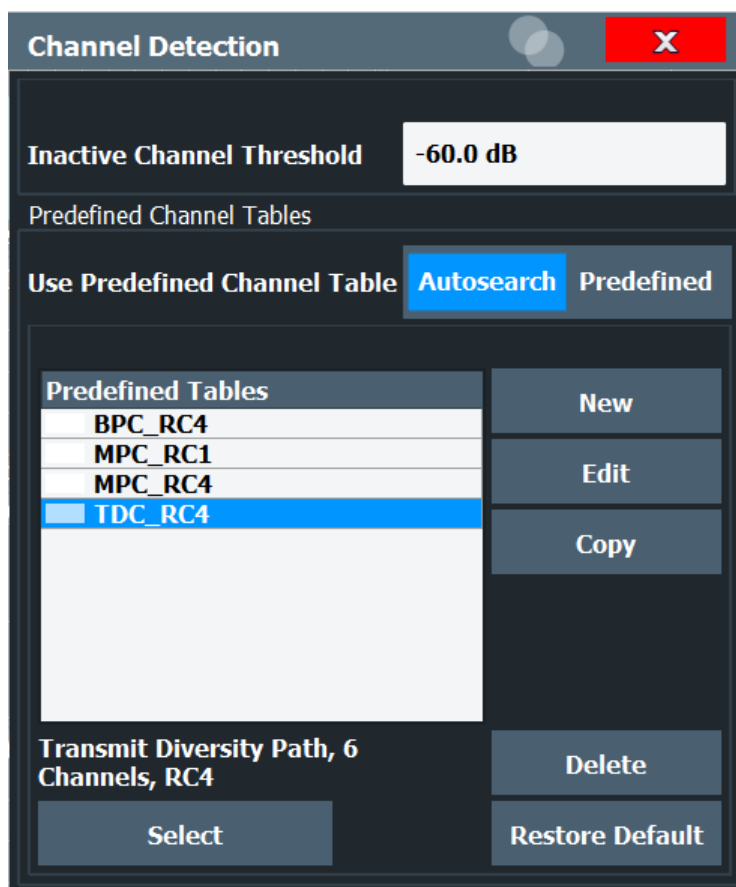 Channel Detection
X
Inactive Channel Threshold -60.0 dB
Predefined Channel Tables
Use Predefined Channel Table Autosearch Predefined
Predefined Tables
BPC_RC4
MPC_RC1
MPC_RC4
TDC_RC4
New
Edit
Copy
Transmit Diversity Path, 6
Channels, RC4
Delete
Select
Restore Default